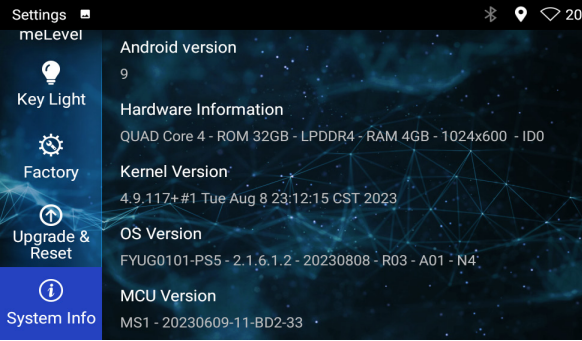 Settings
20
meLevel
Key Light
Factory
Upgrade &
Reset
System Info
Android version
9
Hardware Information
QUAD Core 4 - ROM 32GB - LPDDR4 - RAM 4GB - 1024x600 - ID0
Kernel Version
4.9.117+#1 Tue Aug 8 23:12:15 CST 2023
OS Version
FYUG0101-PS5 - 2.1.6.1.2 - 20230808 - R03 - A01 - N4
MCU Version
MS1 - 20230609-11-BD2-33